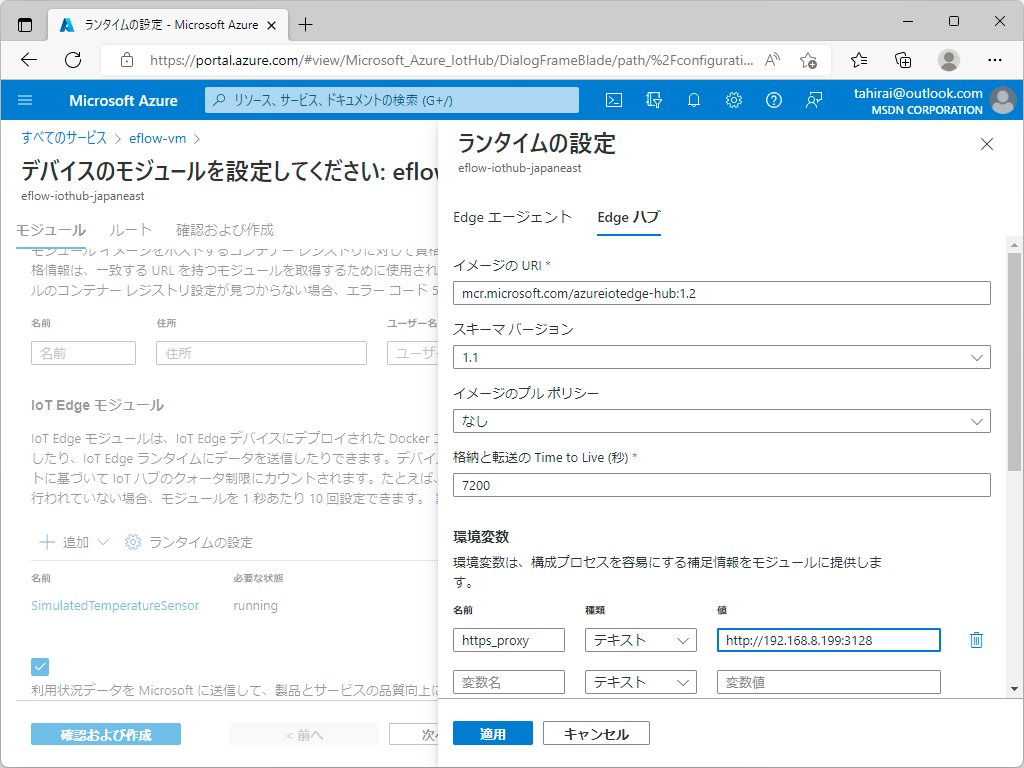 ランタイムの設定 - Microsoft Azure
https://portal.azure.com/#view/Microsoft_Azure_IotHub/DialogFrameBlade/path/%2Fconfigurati...
Microsoft Azure
リソース、サービス、ドキュメントの検索 (G+/)
tahirai@outlook.com
MSDN CORPORATION
すべてのサービス > eflow-vm >
デバイスのモジュールを設定してください: eflow
eflow-iothub-japaneast
モジュール ルート 確認および作成
モジュール イメージをホストするコンテナー レジストリに対して資格
格情報は、一致する URL を持つモジュールを取得するために使用され
ルのコンテナー レジストリ設定が見つからない場合、エラー コード 5
名前 住所 ユーザー名
名前 住所 ユーザー
IoT Edge モジュール
IoT Edge モジュールは、IoT Edge デバイスにデプロイされた Docker
したり、IoT Edge ランタイムにデータを送信したりできます。デバイ
トに基づいて IoT ハブのクォータ制限にカウントされます。たとえば、
行われていない場合、モジュールを 1 秒あたり 10 回設定できます。
追加 ランタイムの設定
名前 必要な状態
SimulatedTemperatureSensor running
利用状況データを Microsoft に送信して、製品とサービスの品質向上に
確認および作成 < 前へ 次へ
ランタイムの設定
eflow-iothub-japaneast
Edge エージェント Edge ハブ
イメージの URI *
mcr.microsoft.com/azureiotedge-hub:1.2
スキーマ バージョン
1.1
イメージのプル ポリシー
なし
格納と転送の Time to Live (秒) *
7200
環境変数
環境変数は、構成プロセスを容易にする補足情報をモジュールに提供しま
す。
名前 種類 値
https_proxy テキスト http://192.168.8.199:3128
変数名 テキスト 変数値
適用 キャンセル